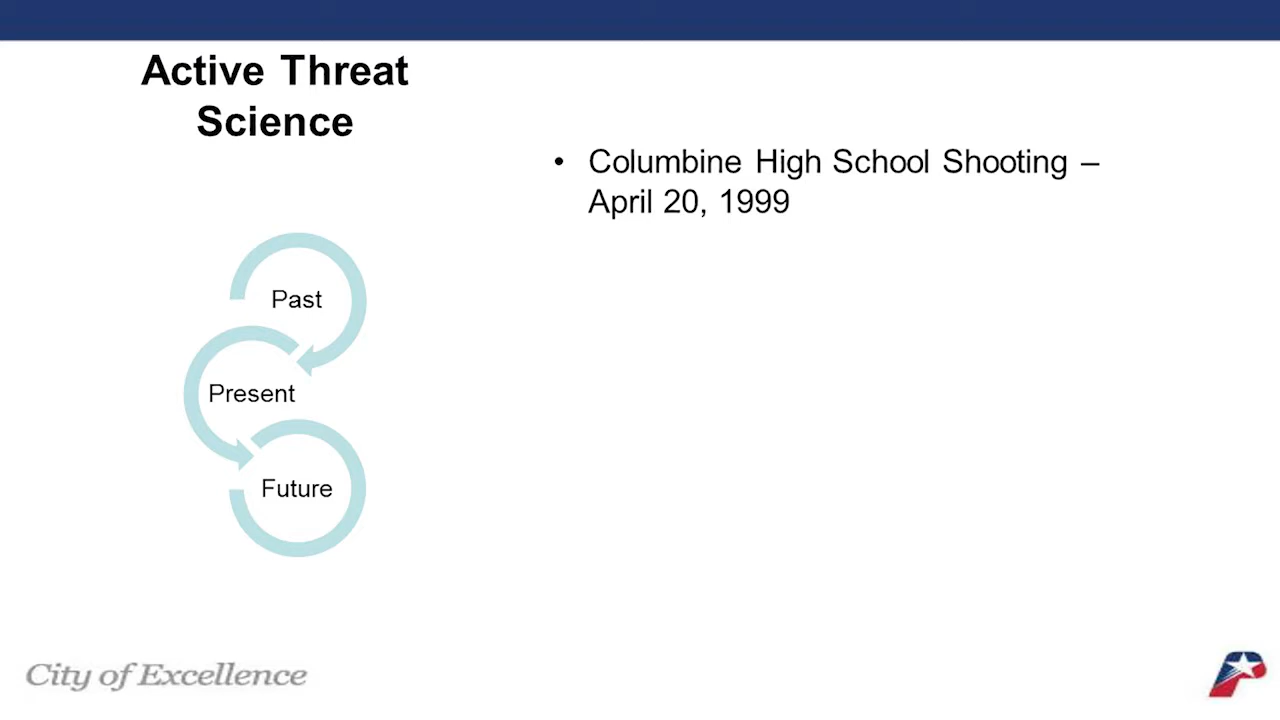 Active Threat
Science
• Columbine High School Shooting –
April 20, 1999
Past
Present
Future
City of Excellence